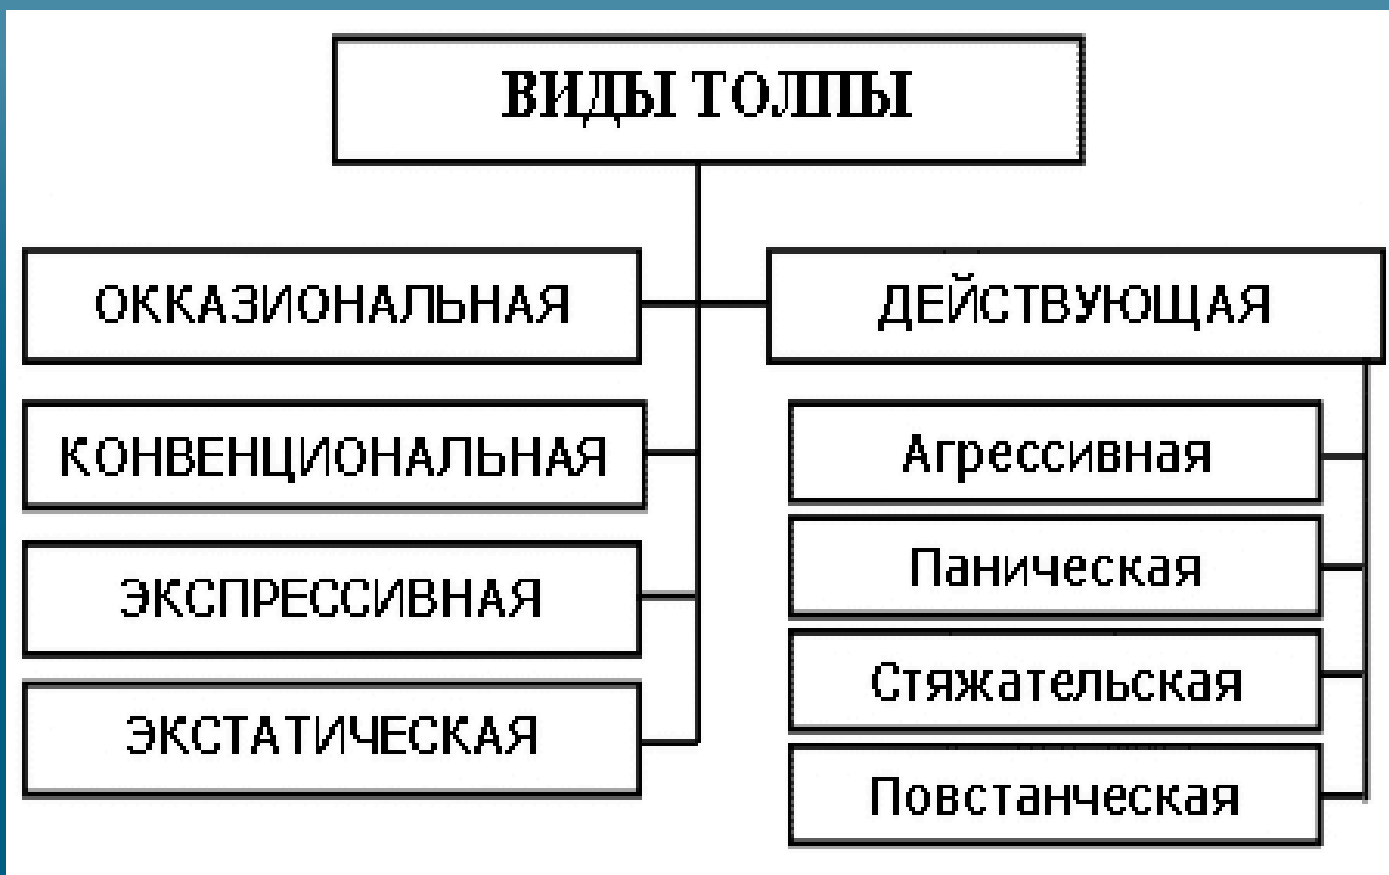 ВИДЫ ТОЛПЫ
ОККАЗИОНАЛЬНАЯ
КОНВЕНЦИОНАЛЬНАЯ
ЭКСПРЕССИВНАЯ
ЭКСТАТИЧЕСКАЯ
ДЕЙСТВУЮЩАЯ
Агрессивная
Паническая
Стяжательская
Повстанческая